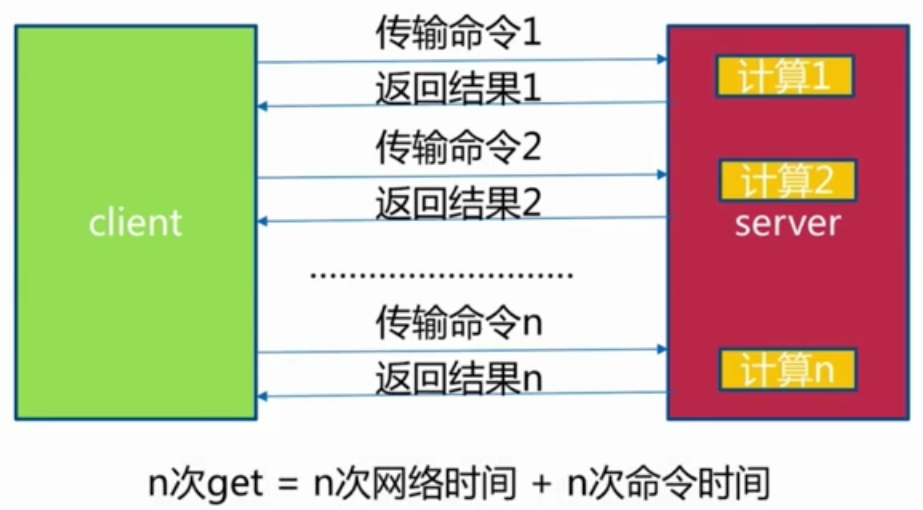 传输命令1
计算1
返回结果1
传输命令2
计算2
返回结果2
client
server
传输命令n
计算n
返回结果n
n次get = n次网络时间 + n次命令时间